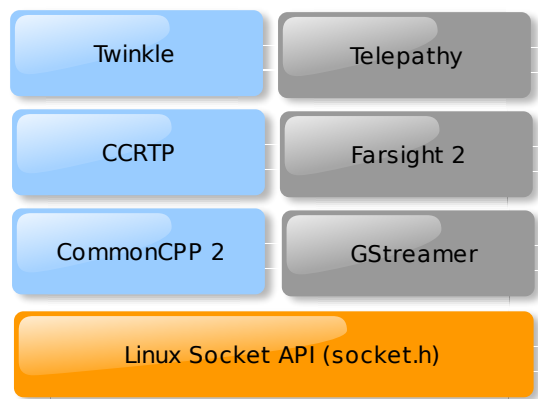 Twinkle
Telepathy
CCRTP
Farsight 2
CommonCPP 2
GStreamer
Linux Socket API (socket.h)